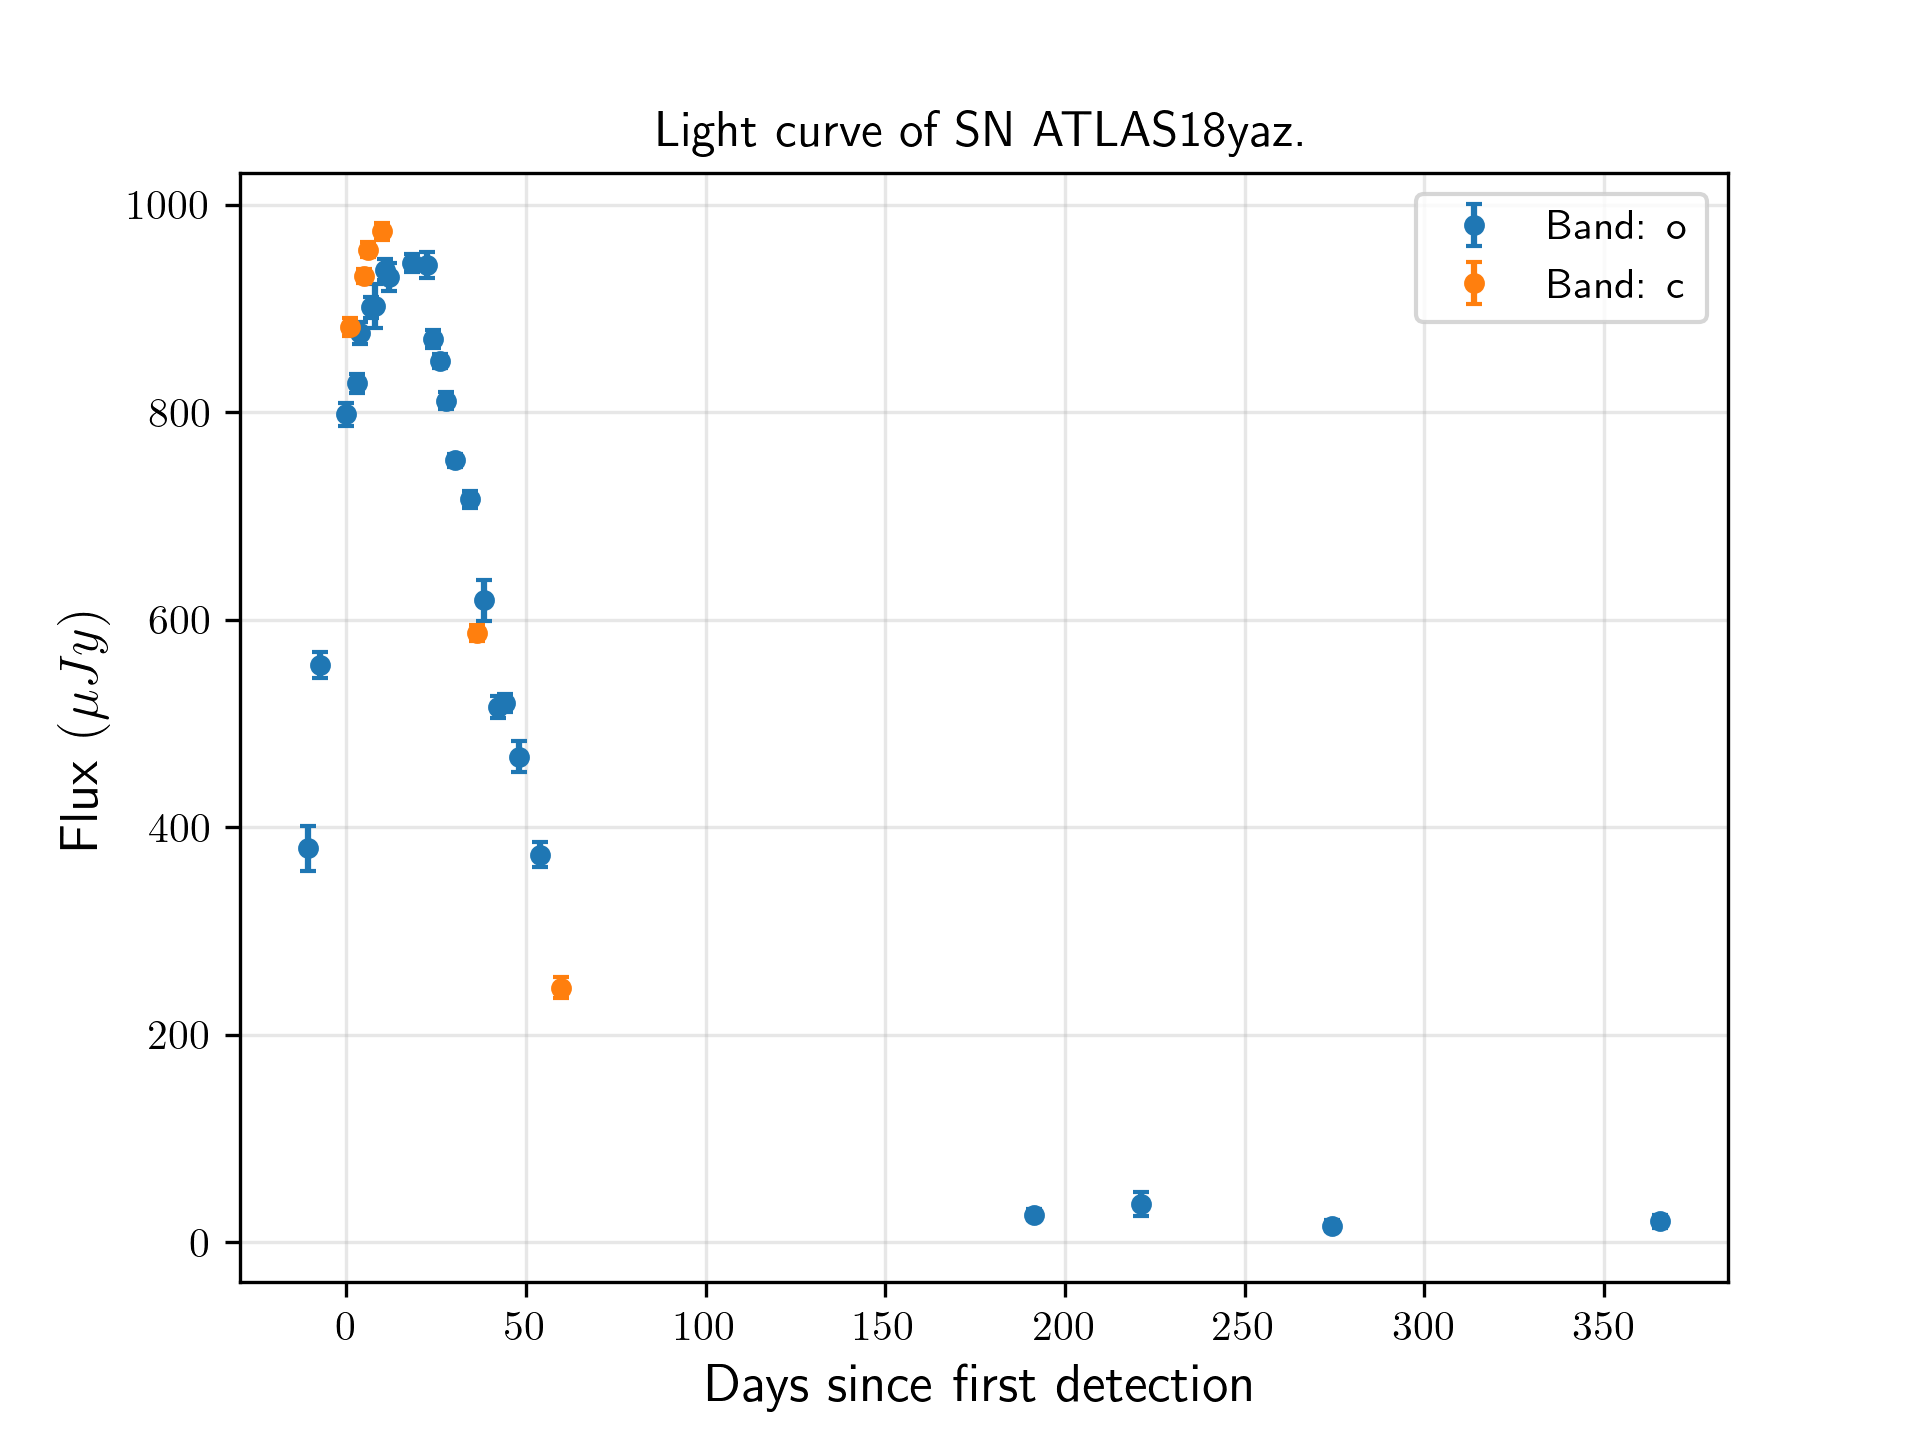 Light curve of SN ATLAS18yaz.
1000
800
600
400
200
0
Flux (μJy)
Band: o
Band: c
0 50 100 150 200 250 300 350
Days since first detection